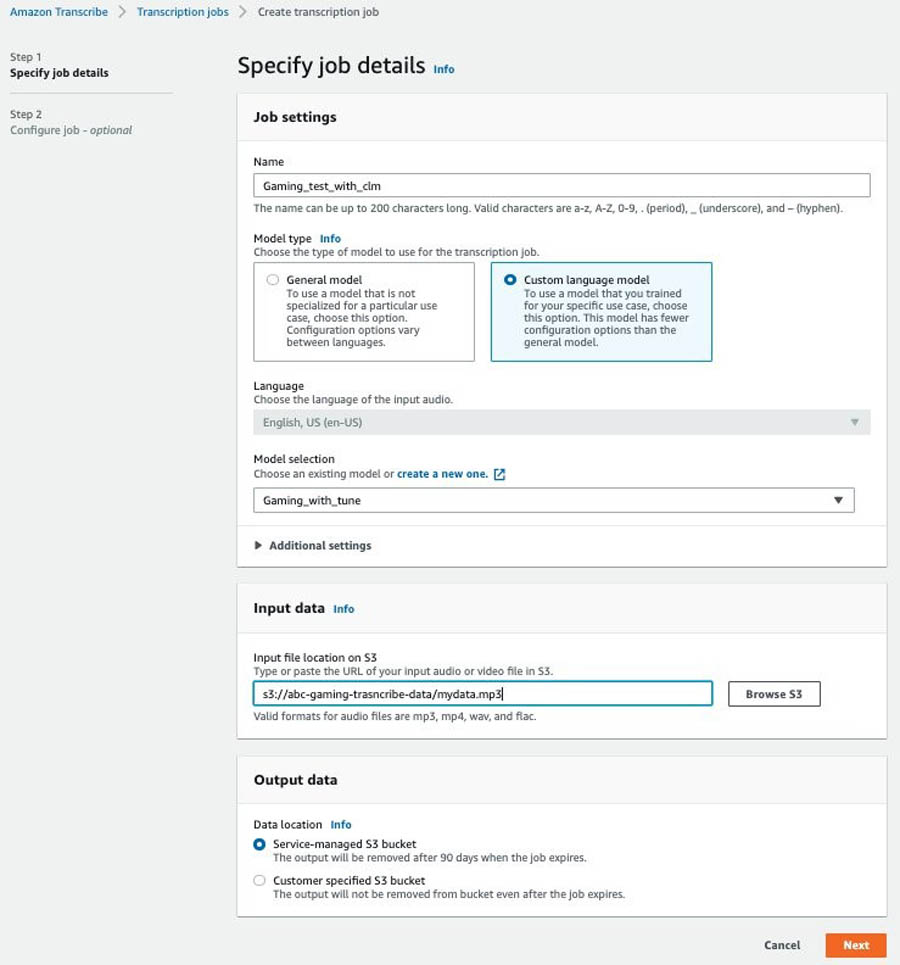 Amazon Transcribe > Transcription jobs > Create transcription job
Step 1
Specify job details
Step 2
Configure job - optional
Specify job details Info
Job settings
Name
Gaming_test_with_clm
The name can be up to 200 characters long. Valid characters are a-z, A-Z, 0-9, . (period), _ (underscore), and – (hyphen).
Model type Info
Choose the type of model to use for the transcription job.
General model
To use a model that is not
specialized for a particular use
case, choose this option.
Configuration options vary
between languages.
Custom language model
To use a model that you trained
for your specific use case, choose
this option. This model has fewer
configuration options than the
general model.
Language
Choose the language of the input audio.
English, US (en-US)
Model selection
Choose an existing model or create a new one.
Gaming_with_tune
Additional settings
Input data Info
Input file location on S3
Type or paste the URL of your input audio or video file in S3.
s3://abc-gaming-trasncribe-data/mydata.mp3
Browse S3
Valid formats for audio files are mp3, mp4, wav, and flac.
Output data
Data location Info
Service-managed S3 bucket
The output will be removed after 90 days when the job expires.
Customer specified S3 bucket
The output will not be removed from bucket even after the job expires.
Cancel
Next